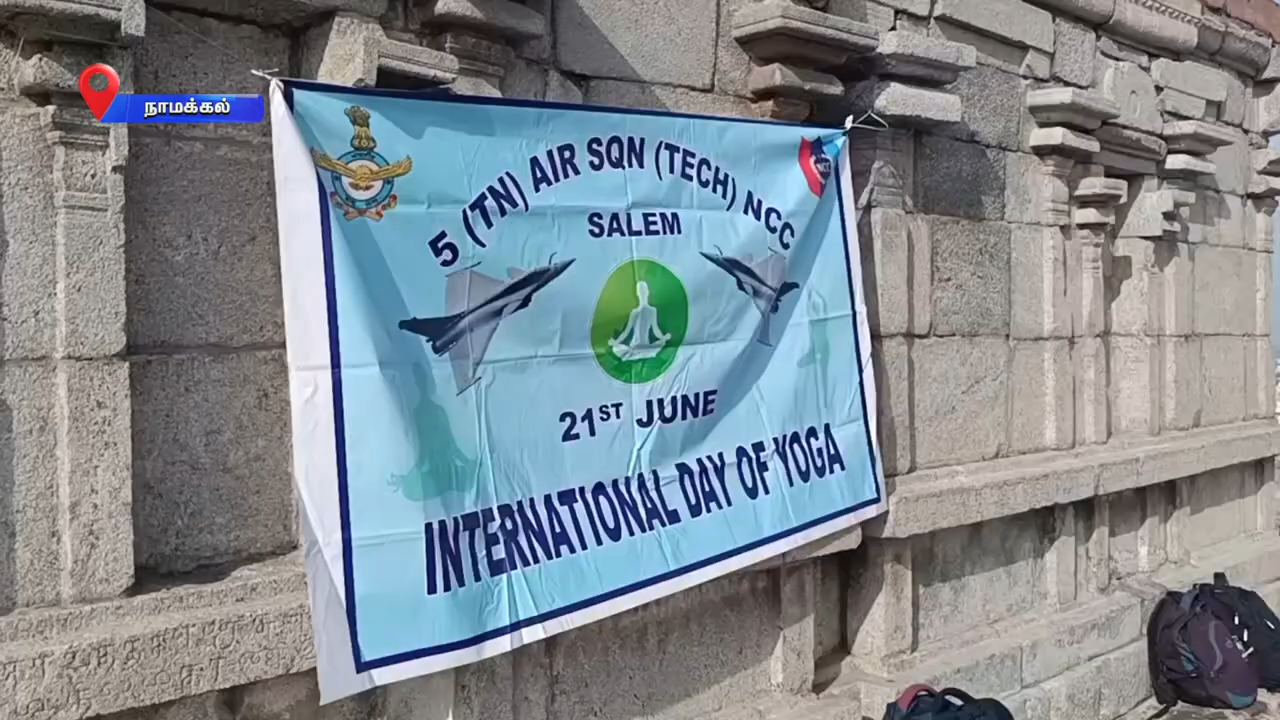 நாமக்கல்
5 (TN) AIR SQN (TECH) NCC
SALEM
21ST JUNE
INTERNATIONAL DAY OF YOGA